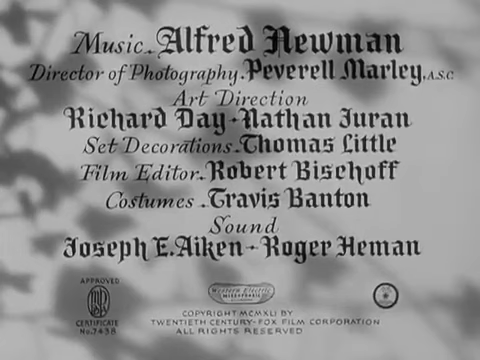 Music. Alfred Newman
Director of Photography. Peverell Marley, A.S.C
Art Direction
Richard Day - Nathan Juran
Set Decorations. Thomas Little
Film Editor. Robert Bischoff
Costumes. Travis Banton
Sound
Joseph E. Aiken - Roger Heman
APPROVED
CERTIFICATE
No. 7438
Western Electric
COPYRIGHT MCMXLI BY
TWENTIETH CENTURY-FOX FILM CORPORATION
ALL RIGHTS RESERVED